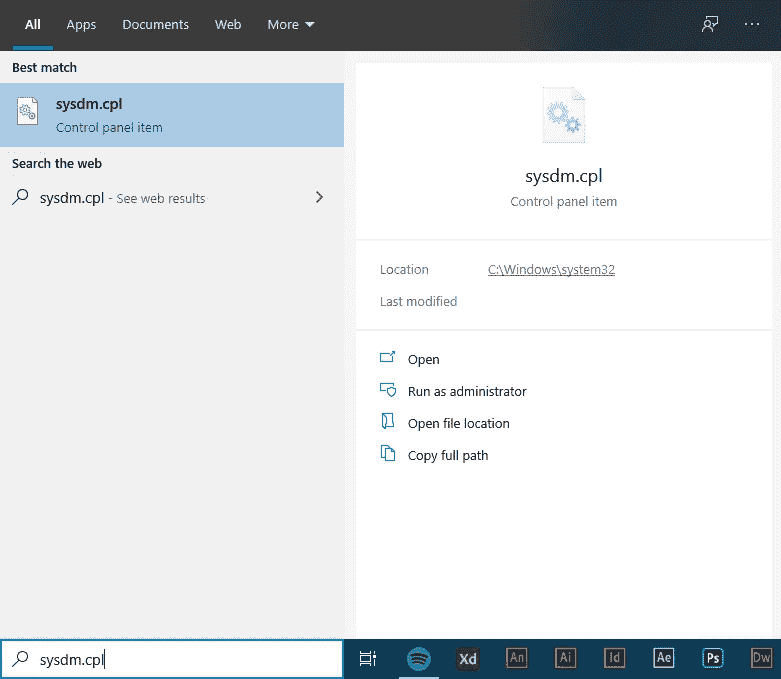 All Apps Documents Web More
Best match
sysdm.cpl
Control panel item
Search the web
sysdm.cpl - See web results
sysdm.cpl
Control panel item
Location C:\Windows\system32
Last modified
Open
Run as administrator
Open file location
Copy full path
sysdm.cpl
Xd An Ai Id Ae Ps Dw